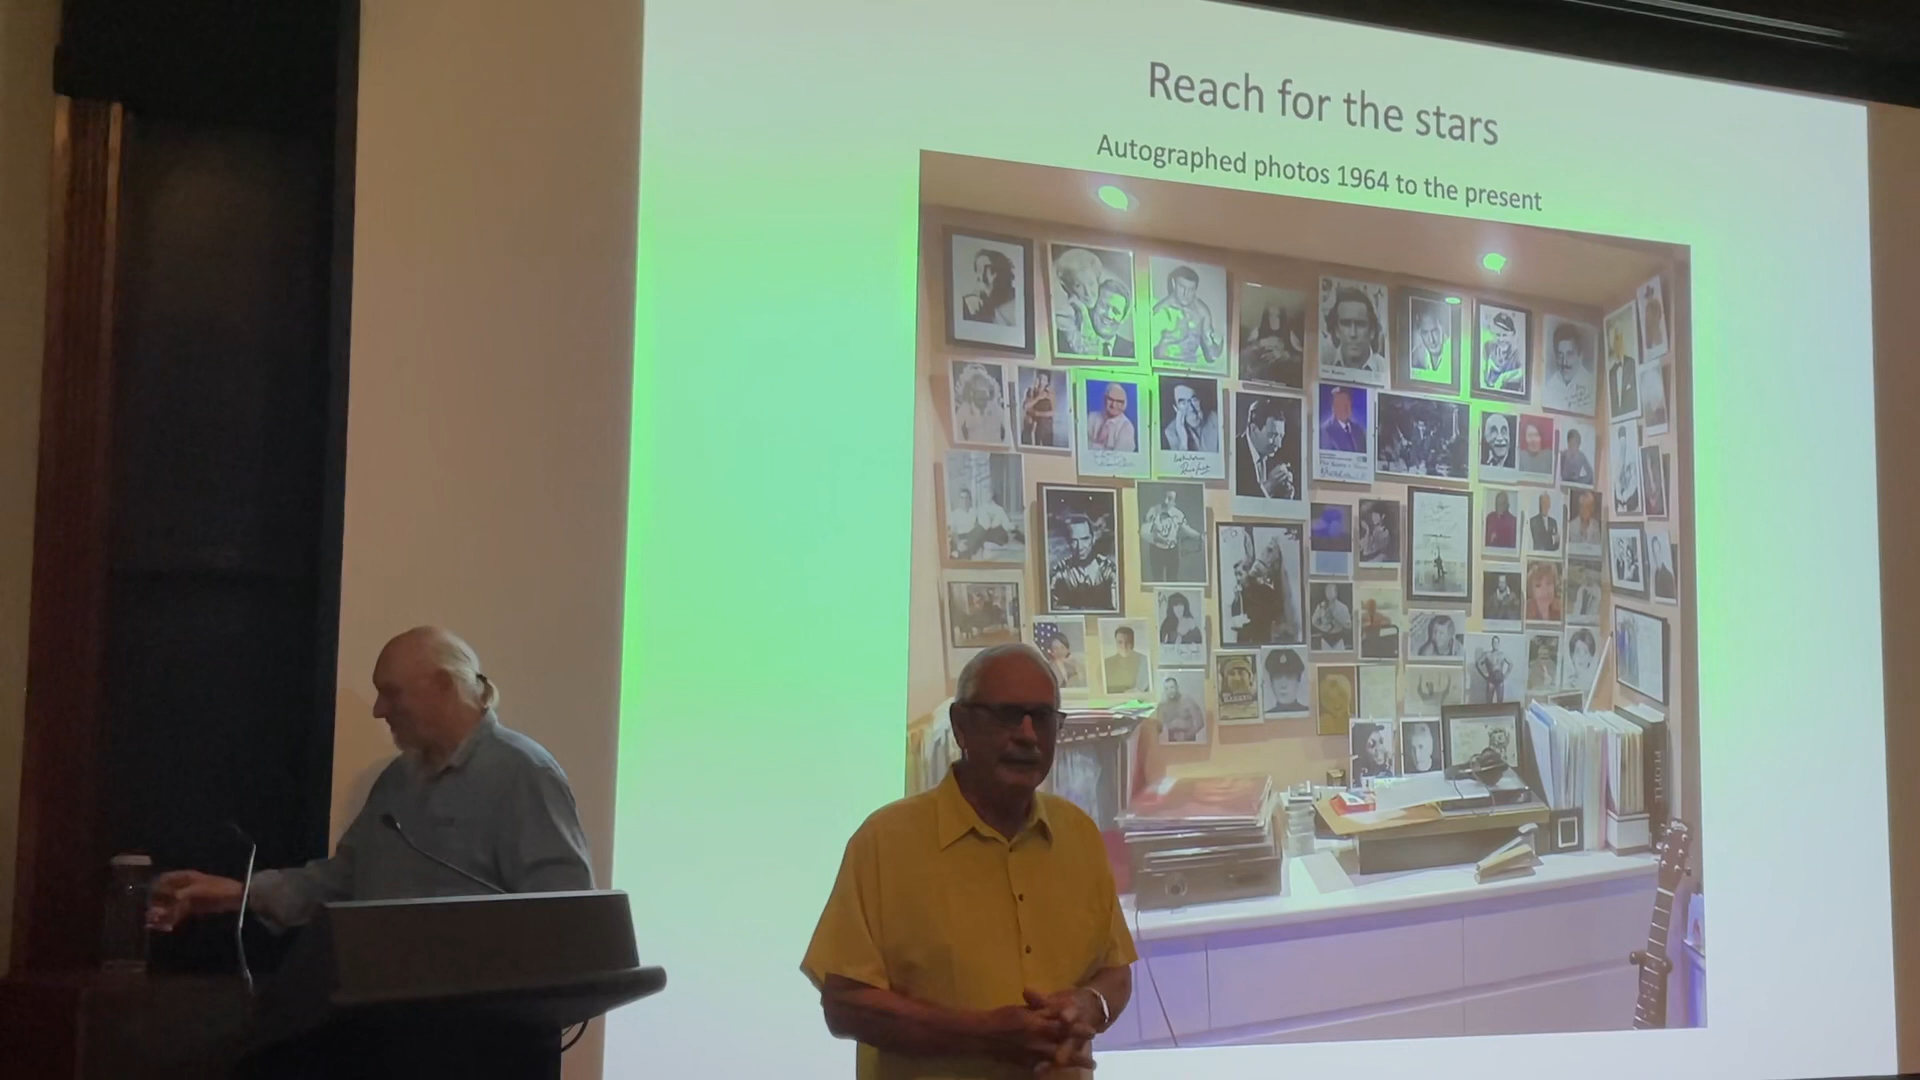 Reach for the stars
Autographed photos 1964 to the present